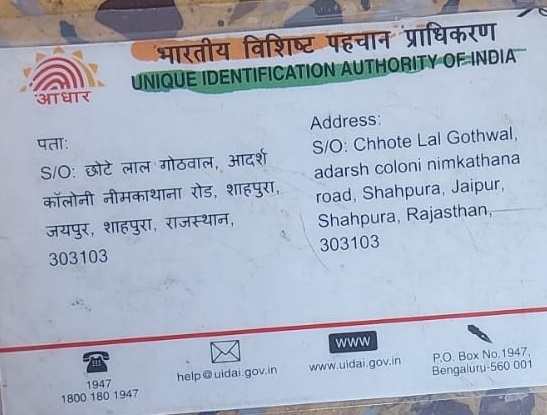 भारतीय विशिष्ट पहचान प्राधिकरण
UNIQUE IDENTIFICATION AUTHORITY OF INDIA
आधार
पता:
S/O: छोटे लाल गोठवाल, आदर्श
कॉलोनी नीमकाथाना रोड, शाहपुरा,
जयपुर, शाहपुरा, राजस्थान,
303103
Address:
S/O: Chhote Lal Gothwal,
adarsh coloni nimkathana
road, Shahpura, Jaipur,
Shahpura, Rajasthan,
303103
1947
1800 180 1947
help@uidai.gov.in
WWW
www.uidai.gov.in
P.O. Box No.1947,
Bengaluru-560 001